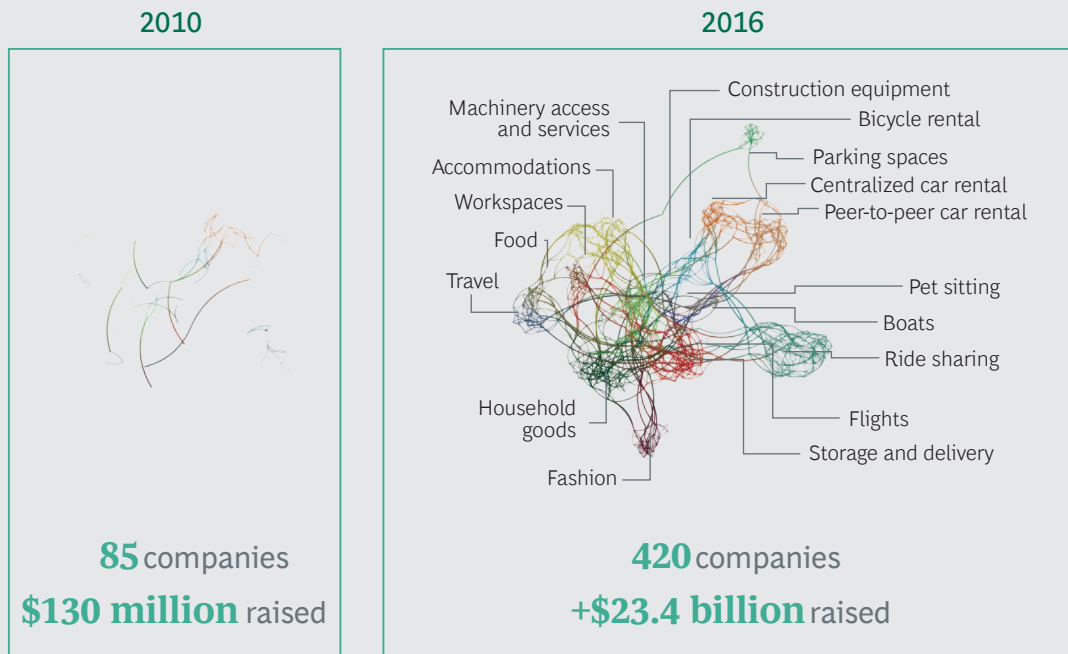 2010
2016
Construction equipment
Machinery access
and services
Bicycle rental
Parking spaces
Accommodations
Centralized car rental
Workspaces
Peer-to-peer car rental
Food
Travel
Pet sitting
Boats
Ride sharing
Household
goods
Flights
Storage and delivery
Fashion
85 companies
$130 million raised
420 companies
+$23.4 billion raised